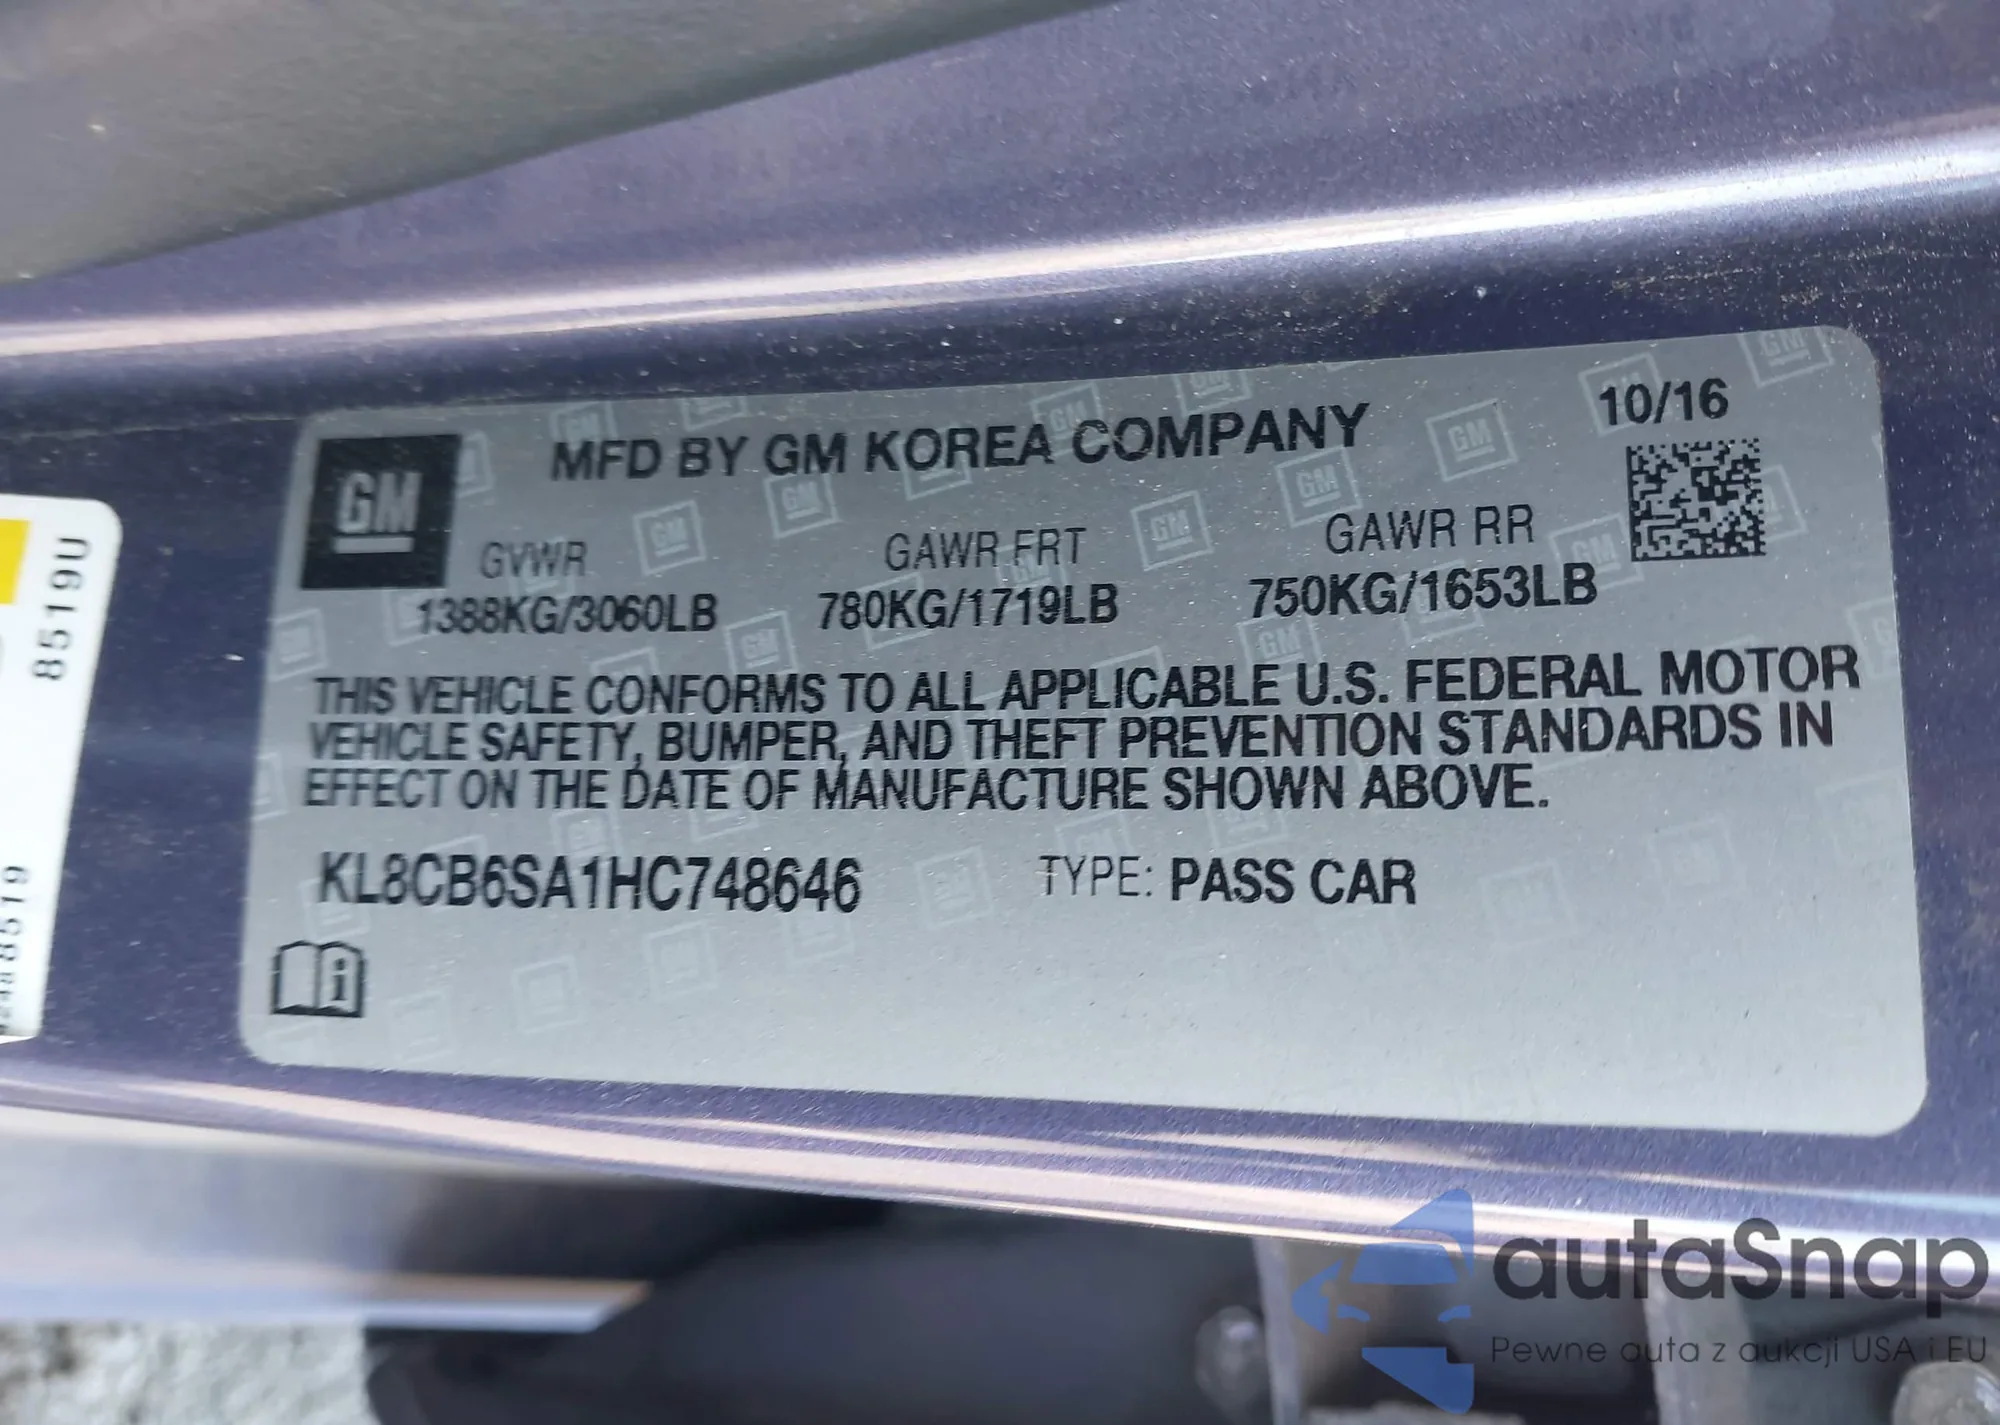 GM
MFD BY GM KOREA COMPANY
10/16
GVWR
GAWR FRT
GAWR RR
1388KG/3060LB
780KG/1719LB
750KG/1653LB
THIS VEHICLE CONFORMS TO ALL APPLICABLE U.S. FEDERAL MOTOR
VEHICLE SAFETY, BUMPER, AND THEFT PREVENTION STANDARDS IN
EFFECT ON THE DATE OF MANUFACTURE SHOWN ABOVE.
KL8CB6SA1HC748646
TYPE: PASS CAR
8519U
autaSnap
Pewne auta z aukcji USA i EU